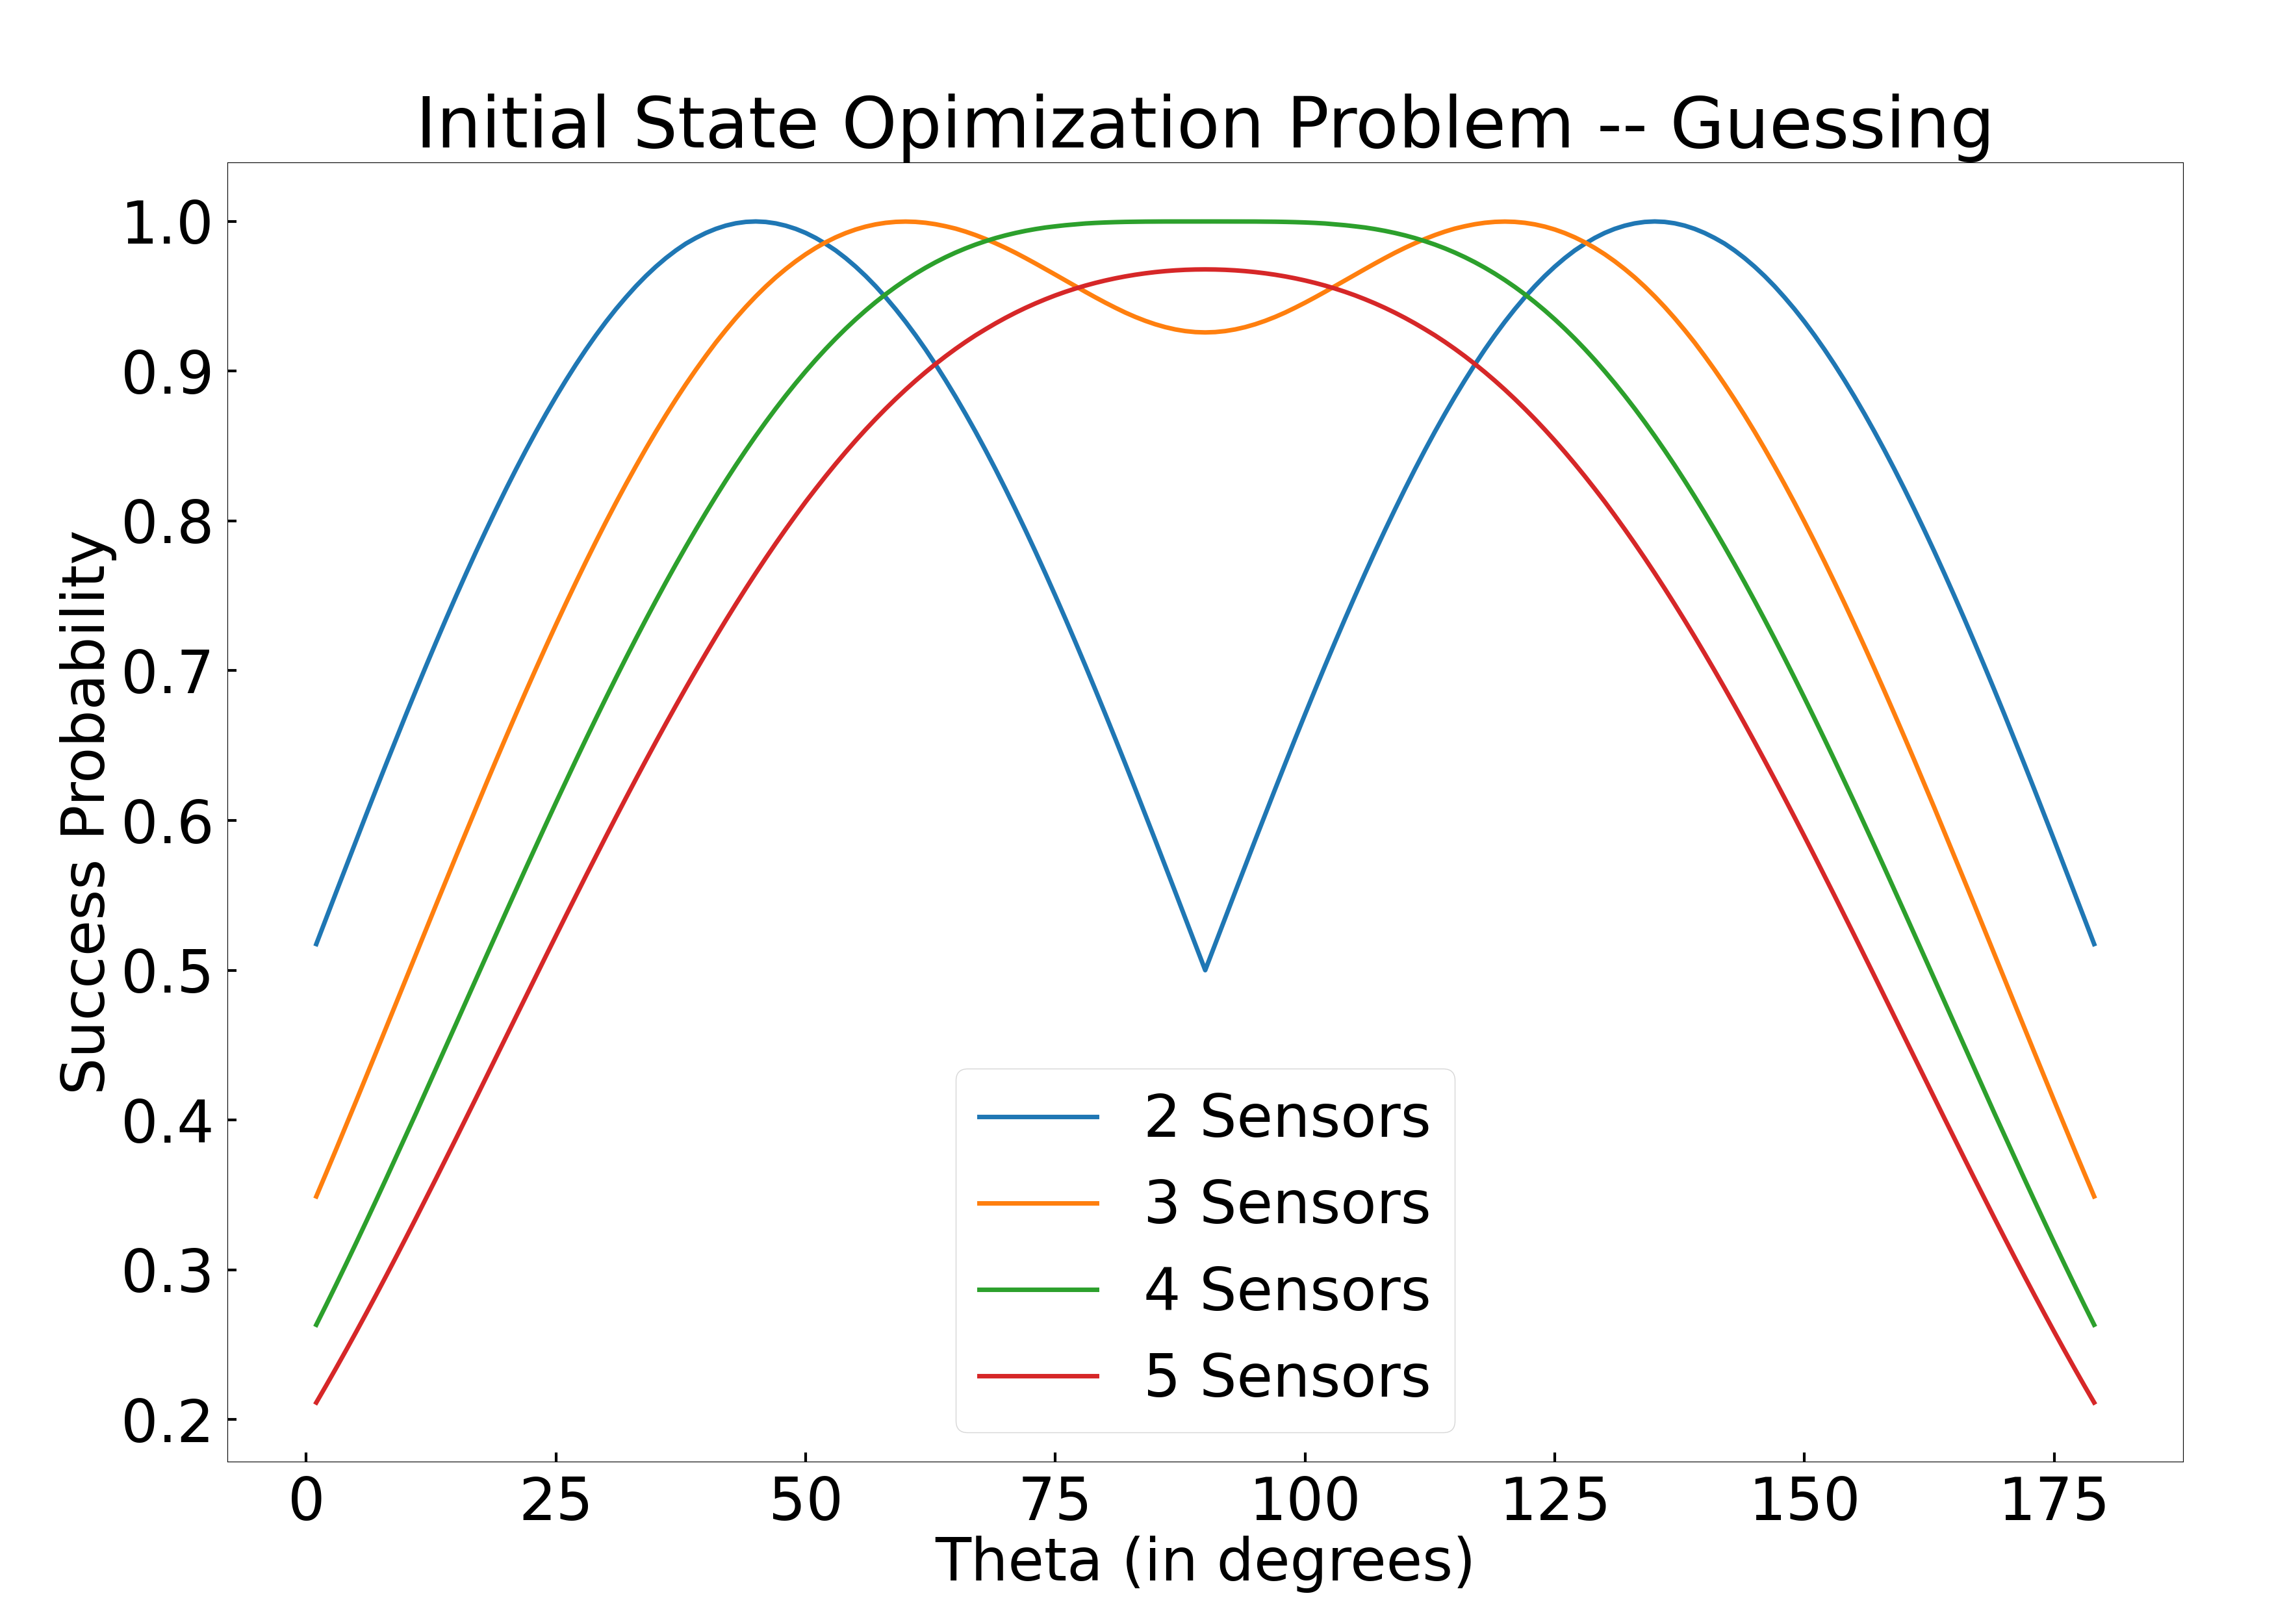 Initial State Opimization Problem -- Guessing
Success Probability
1.0
0.9
0.8
0.7
0.6
0.5
0.4
0.3
0.2
2 Sensors
3 Sensors
4 Sensors
5 Sensors
0 25 50 75 100 125 150 175
Theta (in degrees)